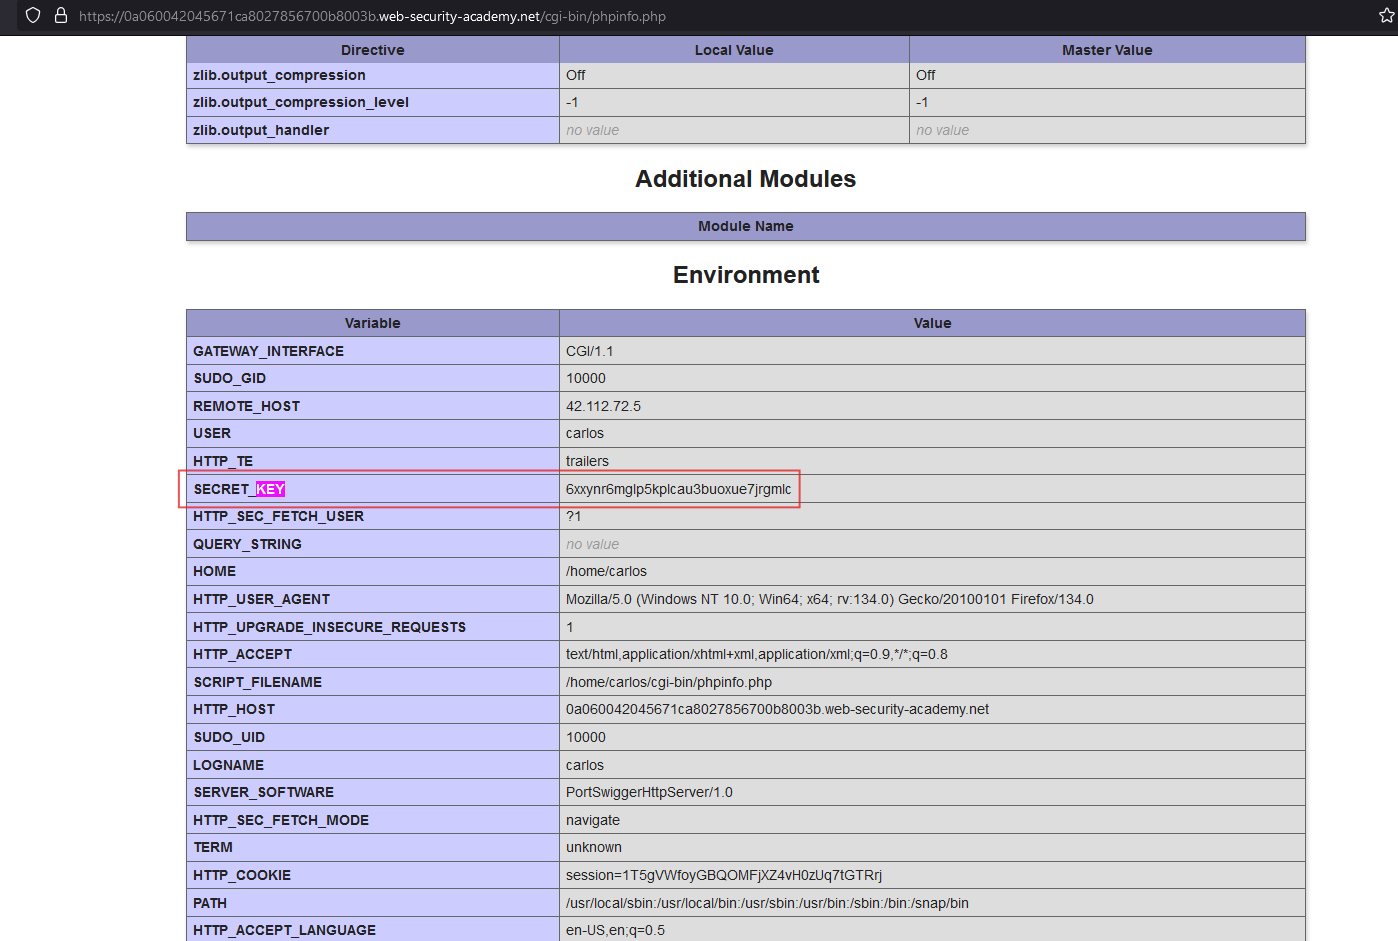 https://0a060042045671ca8027856700b8003b.web-security-academy.net/cgi-bin/phpinfo.php
Directive Local Value Master Value
zlib.output_compression Off Off
zlib.output_compression_level -1 -1
zlib.output_handler no value no value
Additional Modules
Module Name
Environment
Variable Value
GATEWAY_INTERFACE CGI/1.1
SUDO_GID 10000
REMOTE_HOST 42.112.72.5
USER carlos
HTTP_TE trailers
SECRET_KEY 6xxynr6mglp5kplcau3buoxue7jrgmlc
HTTP_SEC_FETCH_USER ?1
QUERY_STRING no value
HOME /home/carlos
HTTP_USER_AGENT Mozilla/5.0 (Windows NT 10.0; Win64; x64; rv:134.0) Gecko/20100101 Firefox/134.0
HTTP_UPGRADE_INSECURE_REQUESTS 1
HTTP_ACCEPT text/html,application/xhtml+xml,application/xml;q=0.9,*/*;q=0.8
SCRIPT_FILENAME /home/carlos/cgi-bin/phpinfo.php
HTTP_HOST 0a060042045671ca8027856700b8003b.web-security-academy.net
SUDO_UID 10000
LOGNAME carlos
SERVER_SOFTWARE PortSwiggerHttpServer/1.0
HTTP_SEC_FETCH_MODE navigate
TERM unknown
HTTP_COOKIE session=1T5gVWfoyGBQOMFjXZ4vH0zUq7tGTRrj
PATH /usr/local/sbin:/usr/local/bin:/usr/sbin:/usr/bin:/sbin:/bin:/snap/bin
HTTP_ACCEPT_LANGUAGE en-US,en;q=0.5